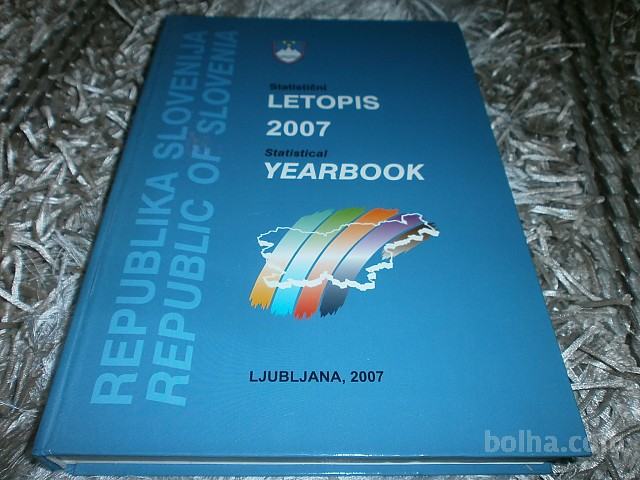 REPUBLIKA SLOVENIJA
REPUBLIC OF SLOVENIA
Statistični
LETOPIS
2007
Statistical
YEARBOOK
LJUBLJANA, 2007
bolha.com